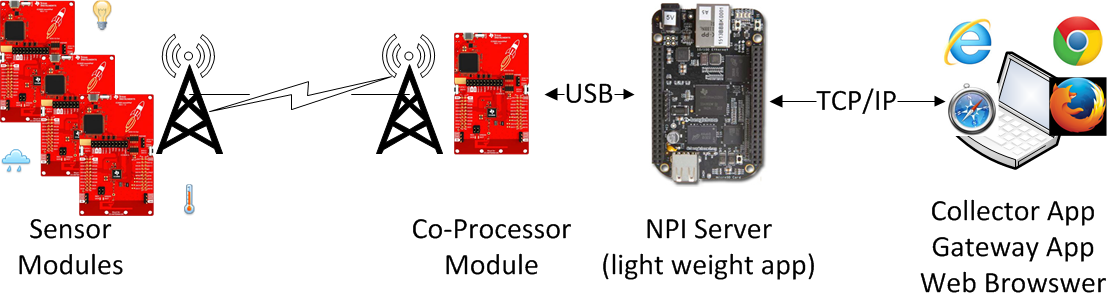 USB
TCP/IP
5V
Sensor
Modules
Co-Processor
Module
NPI Server
(light weight app)
Collector App
Gateway App
Web Browswer